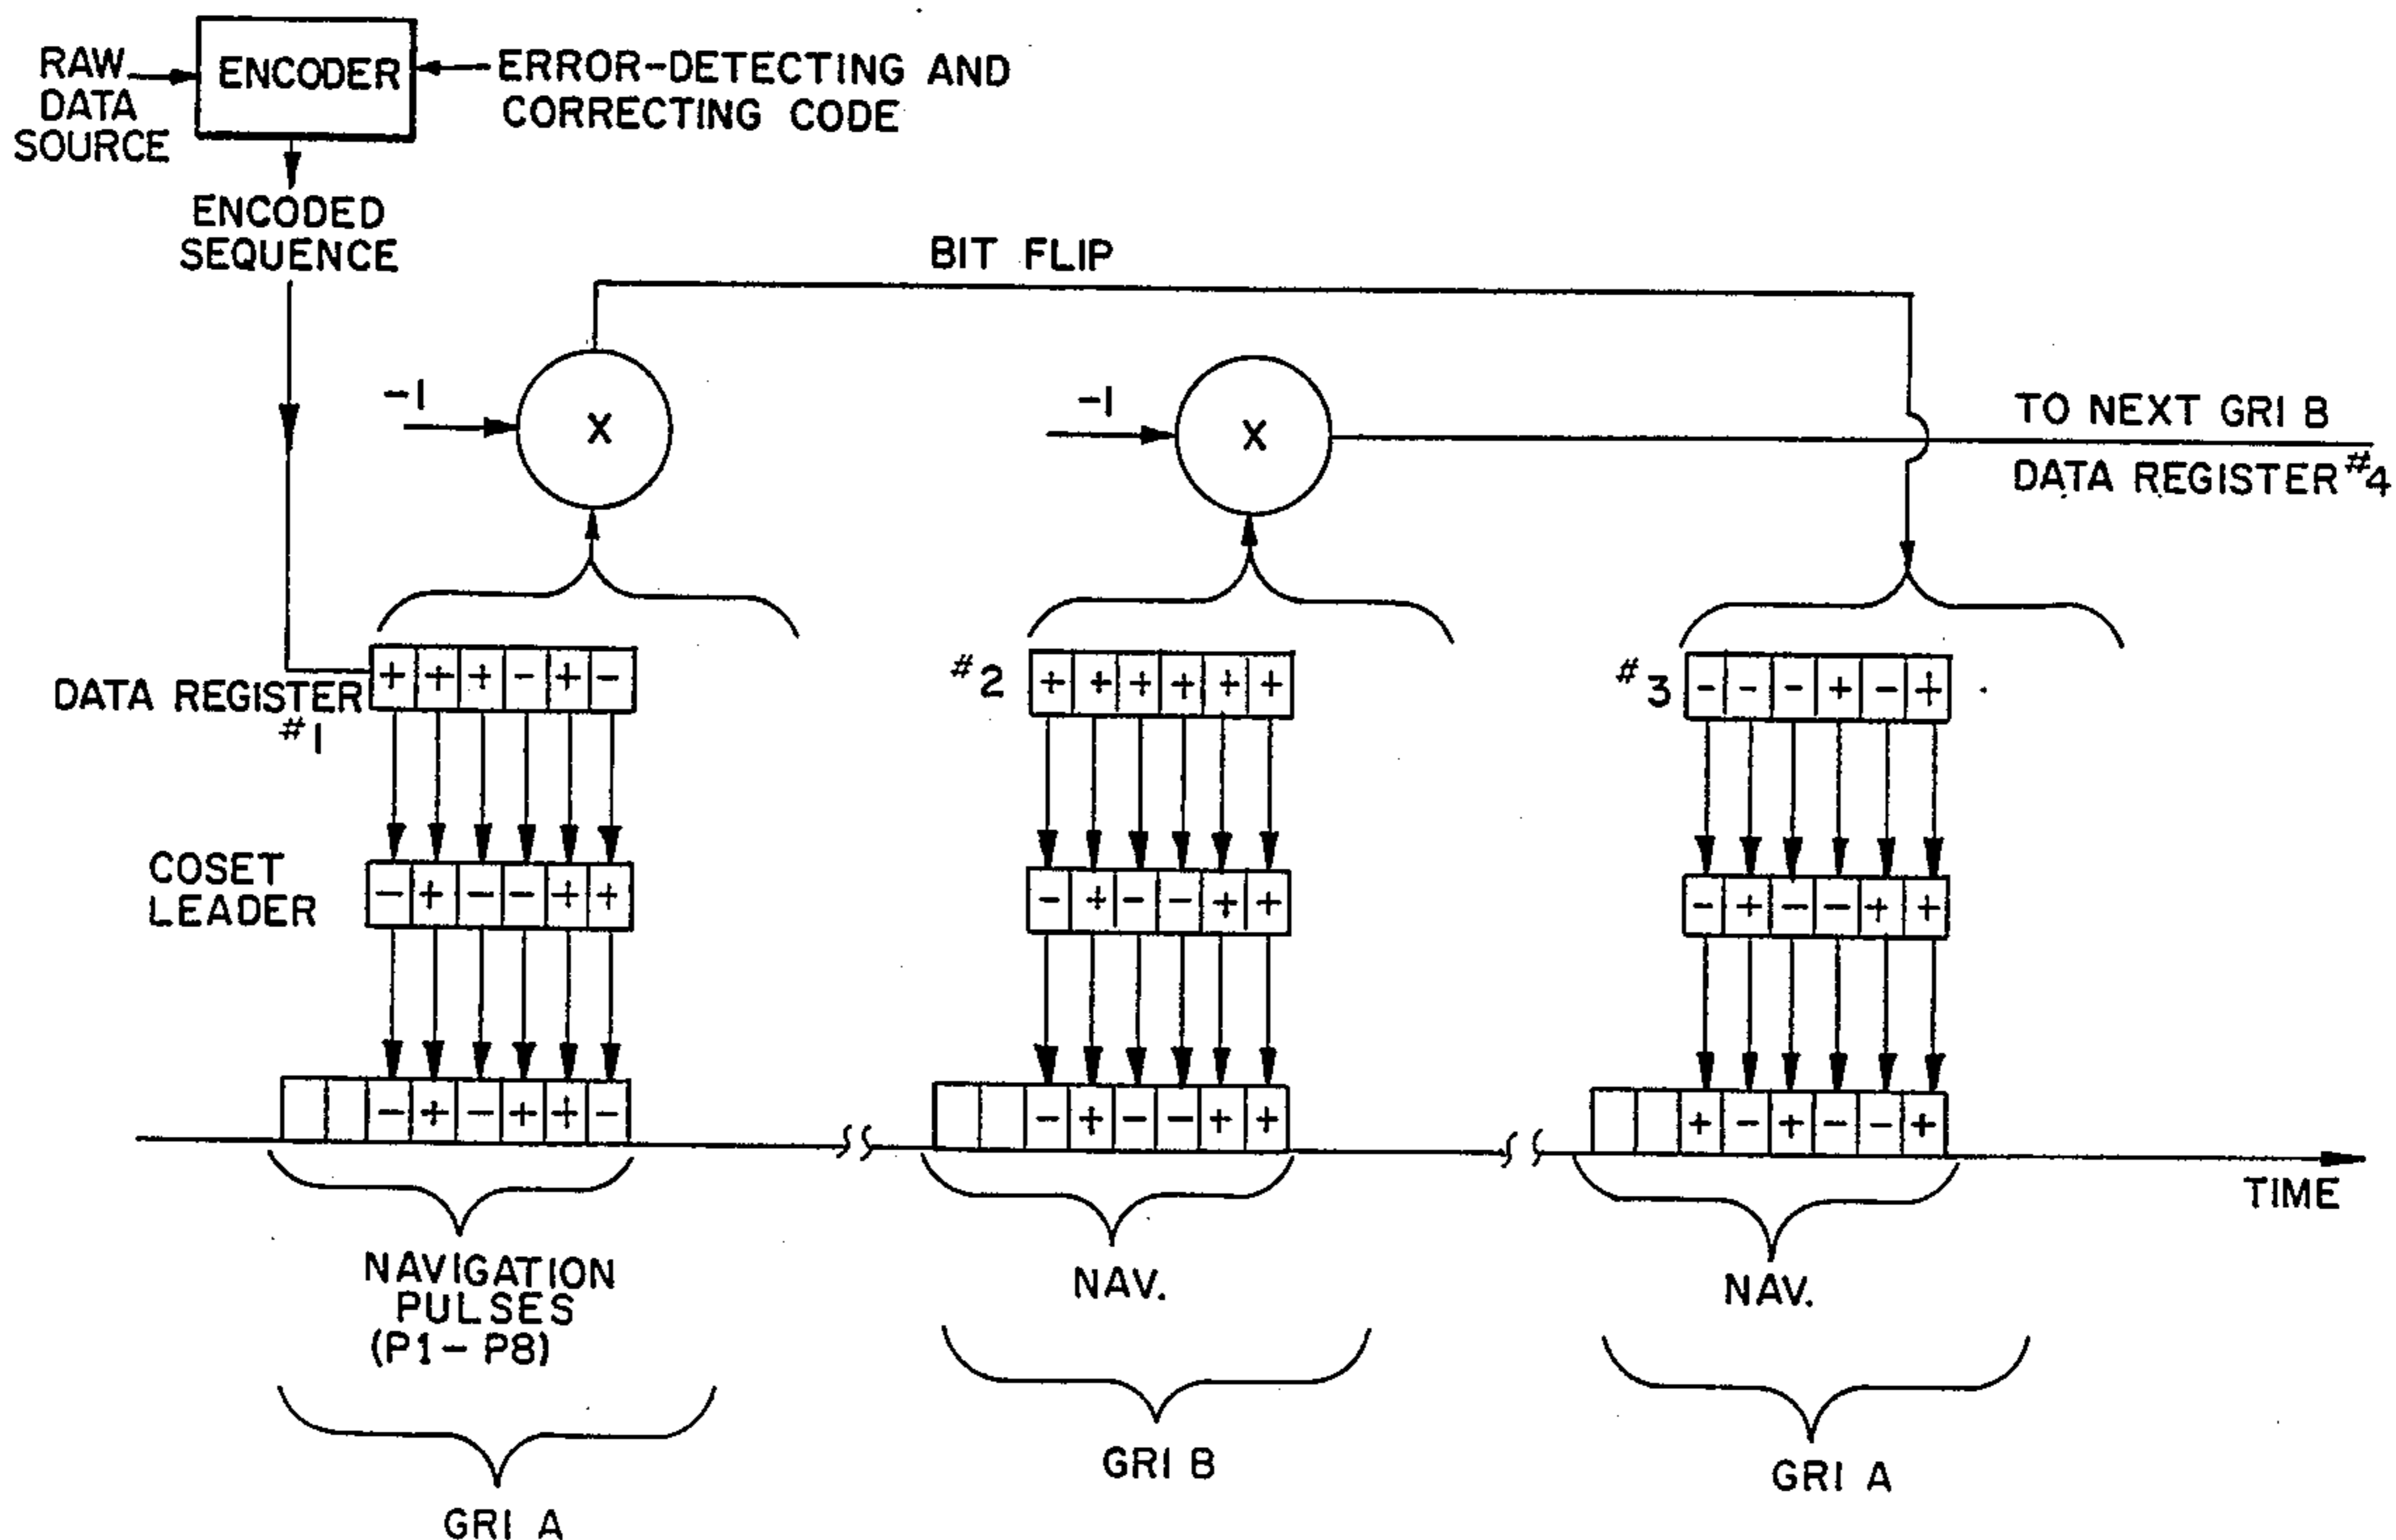 RAW
DATA
SOURCE
ENCODER
ERROR-DETECTING AND
CORRECTING CODE
ENCODED
SEQUENCE
BIT FLIP
-1
X
-1
X
TO NEXT GRI B
DATA REGISTER #4
DATA REGISTER
#1
+ + + - + -
#2
+ + + + + +
#3
- - - + - +
COSET
LEADER
- + - - + +
- + - - + +
- + - - + +
- + - + + -
- + - - + +
+ - + - - +
TIME
NAVIGATION
PULSES
(P1-P8)
NAV.
NAV.
GRI A
GRI B
GRI A